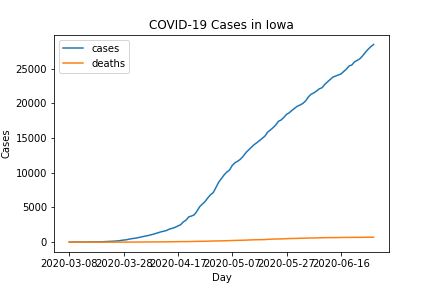 COVID-19 Cases in Iowa
cases
deaths
25000
20000
15000
10000
5000
0
Cases
2020-03-08 2020-03-28 2020-04-17 2020-05-07 2020-05-27 2020-06-16
Day